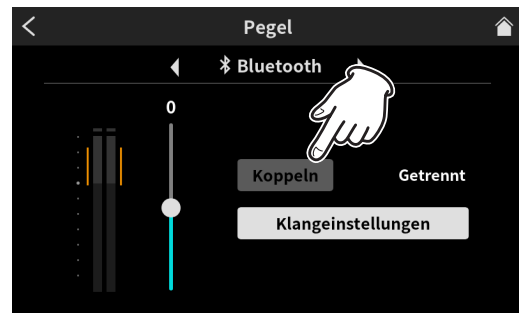 Pegel
Bluetooth
0
Koppeln
Getrennt
Klangeinstellungen